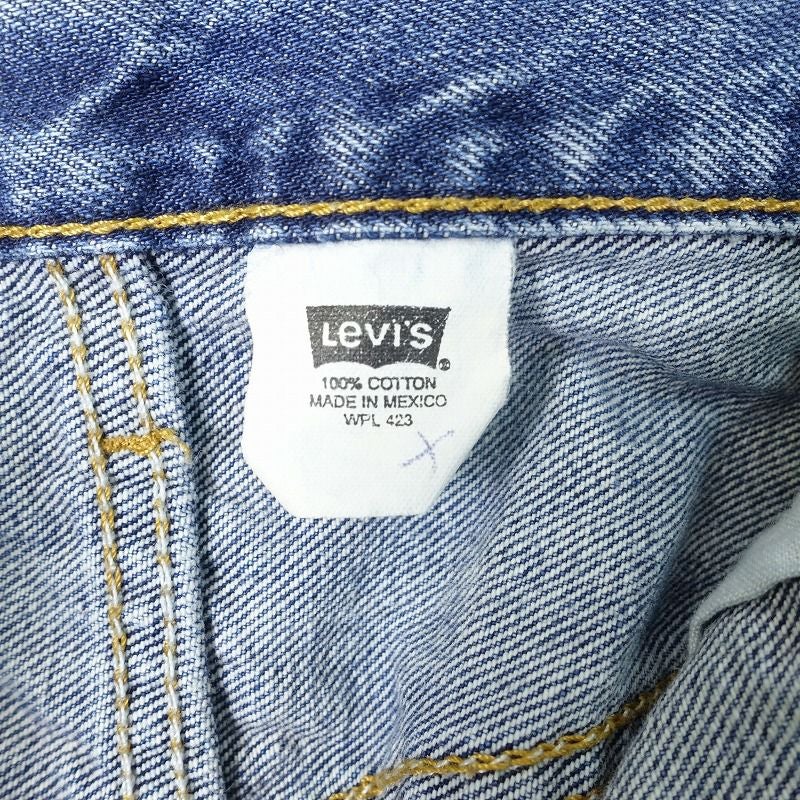 LEVI'S®
100% COTTON
MADE IN MEXICO
WPL 423